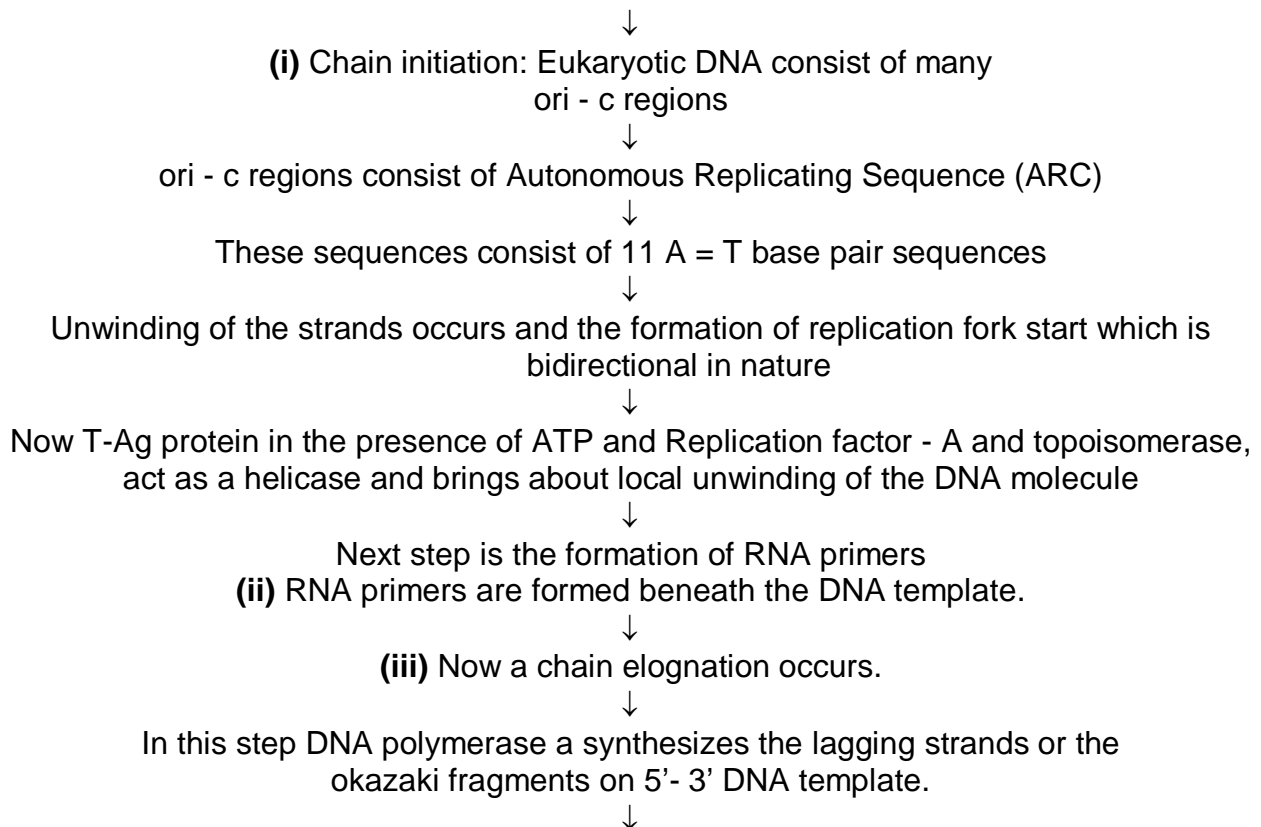 ↓
(i) Chain initiation: Eukaryotic DNA consist of many
ori - c regions
↓
ori - c regions consist of Autonomous Replicating Sequence (ARC)
↓
These sequences consist of 11 A = T base pair sequences
↓
Unwinding of the strands occurs and the formation of replication fork start which is
bidirectional in nature
↓
Now T-Ag protein in the presence of ATP and Replication factor - A and topoisomerase,
act as a helicase and brings about local unwinding of the DNA molecule
↓
Next step is the formation of RNA primers
(ii) RNA primers are formed beneath the DNA template.
↓
(iii) Now a chain elognation occurs.
↓
In this step DNA polymerase a synthesizes the lagging strands or the
okazaki fragments on 5’- 3’ DNA template.
↓